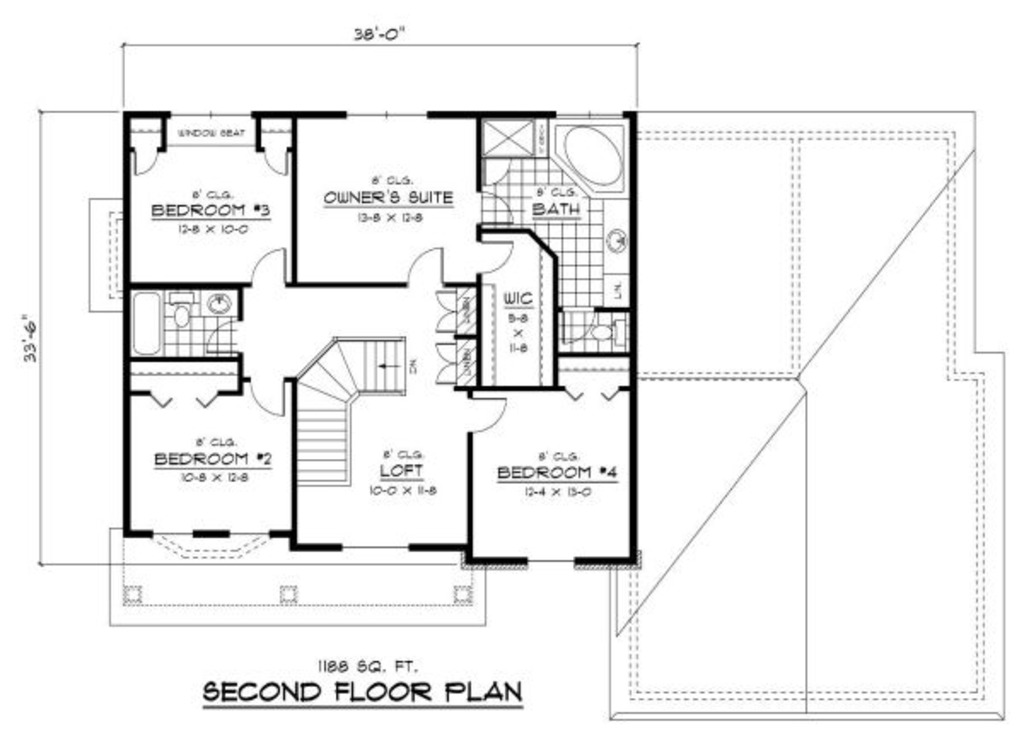 38'-0"
33'-6"
WINDOW SEAT
8' CLG.
BEDROOM #3
12-8 X 10-0
8' CLG.
OWNER'S SUITE
13-8 X 12-8
8' CLG.
BATH
LIN.
WIC
5-8
X
11-8
LINEN
LINEN
DN.
8' CLG.
BEDROOM #2
10-8 X 12-8
8' CLG.
LOFT
10-0 X 11-8
8' CLG.
BEDROOM #4
12-4 X 13-0
1188 SQ. FT.
SECOND FLOOR PLAN